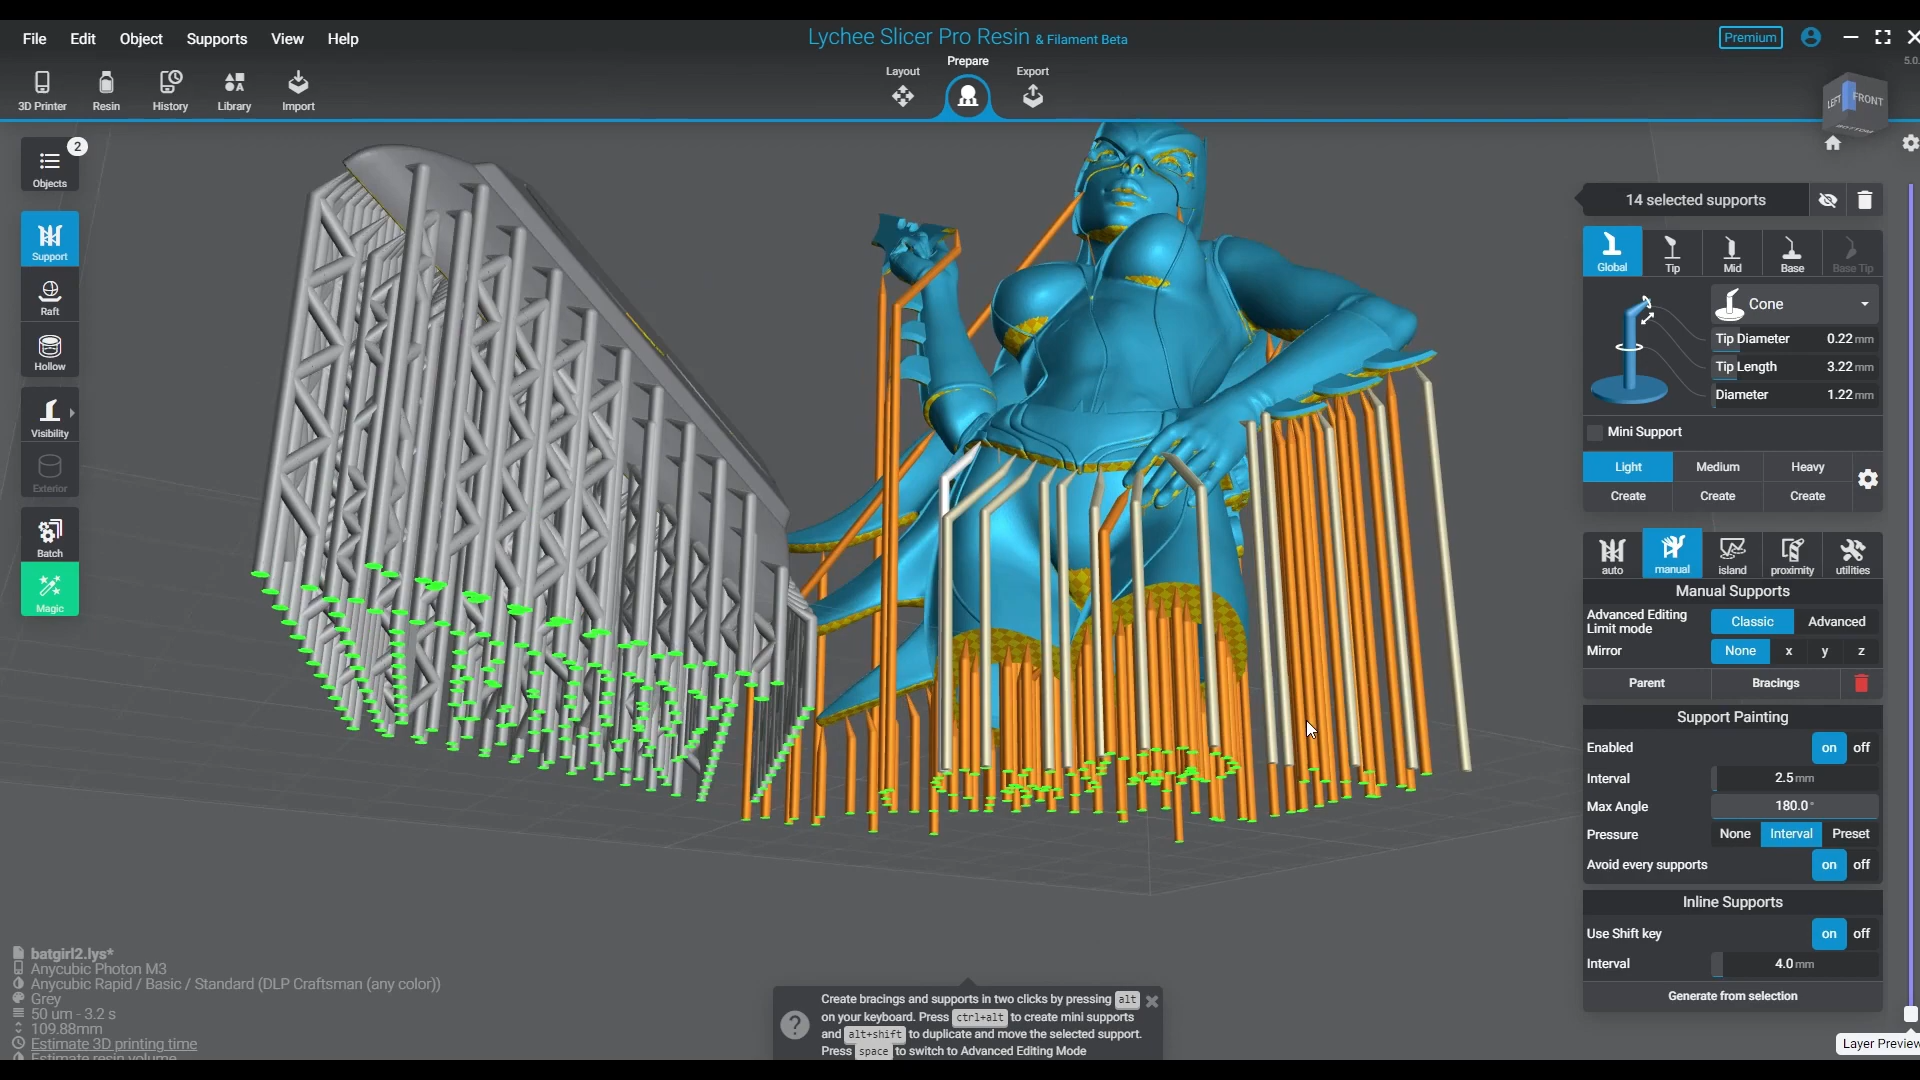 File Edit Object Supports View Help
Lychee Slicer Pro Resin & Filament Beta
Premium
5.0.
3D Printer Resin History Library Import
Layout Prepare Export
LEFT FRONT
BOTTOM
2
Objects
Support
Raft
Hollow
Visibility
Exterior
Batch
Magic
14 selected supports
Global Tip Mid Base Base Tip
Cone
Tip Diameter 0.22 mm
Tip Length 3.22 mm
Diameter 1.22 mm
Mini Support
Light Medium Heavy
Create Create Create
auto manual island proximity utilities
Manual Supports
Advanced Editing
Limit mode
Classic Advanced
Mirror None x y z
Parent Bracings
Support Painting
Enabled on off
Interval 2.5 mm
Max Angle 180.0 °
Pressure None Interval Preset
Avoid every supports on off
Inline Supports
Use Shift key on off
Interval 4.0 mm
Generate from selection
Layer Preview
batgirl2.lys*
Anycubic Photon M3
Anycubic Rapid / Basic / Standard (DLP Craftsman (any color))
Grey
50 um - 3.2 s
109.88mm
Estimate 3D printing time
Estimate resin volume
Create bracings and supports in two clicks by pressing alt
on your keyboard. Press ctrl+alt to create mini supports
and alt+shift to duplicate and move the selected support.
Press space to switch to Advanced Editing Mode